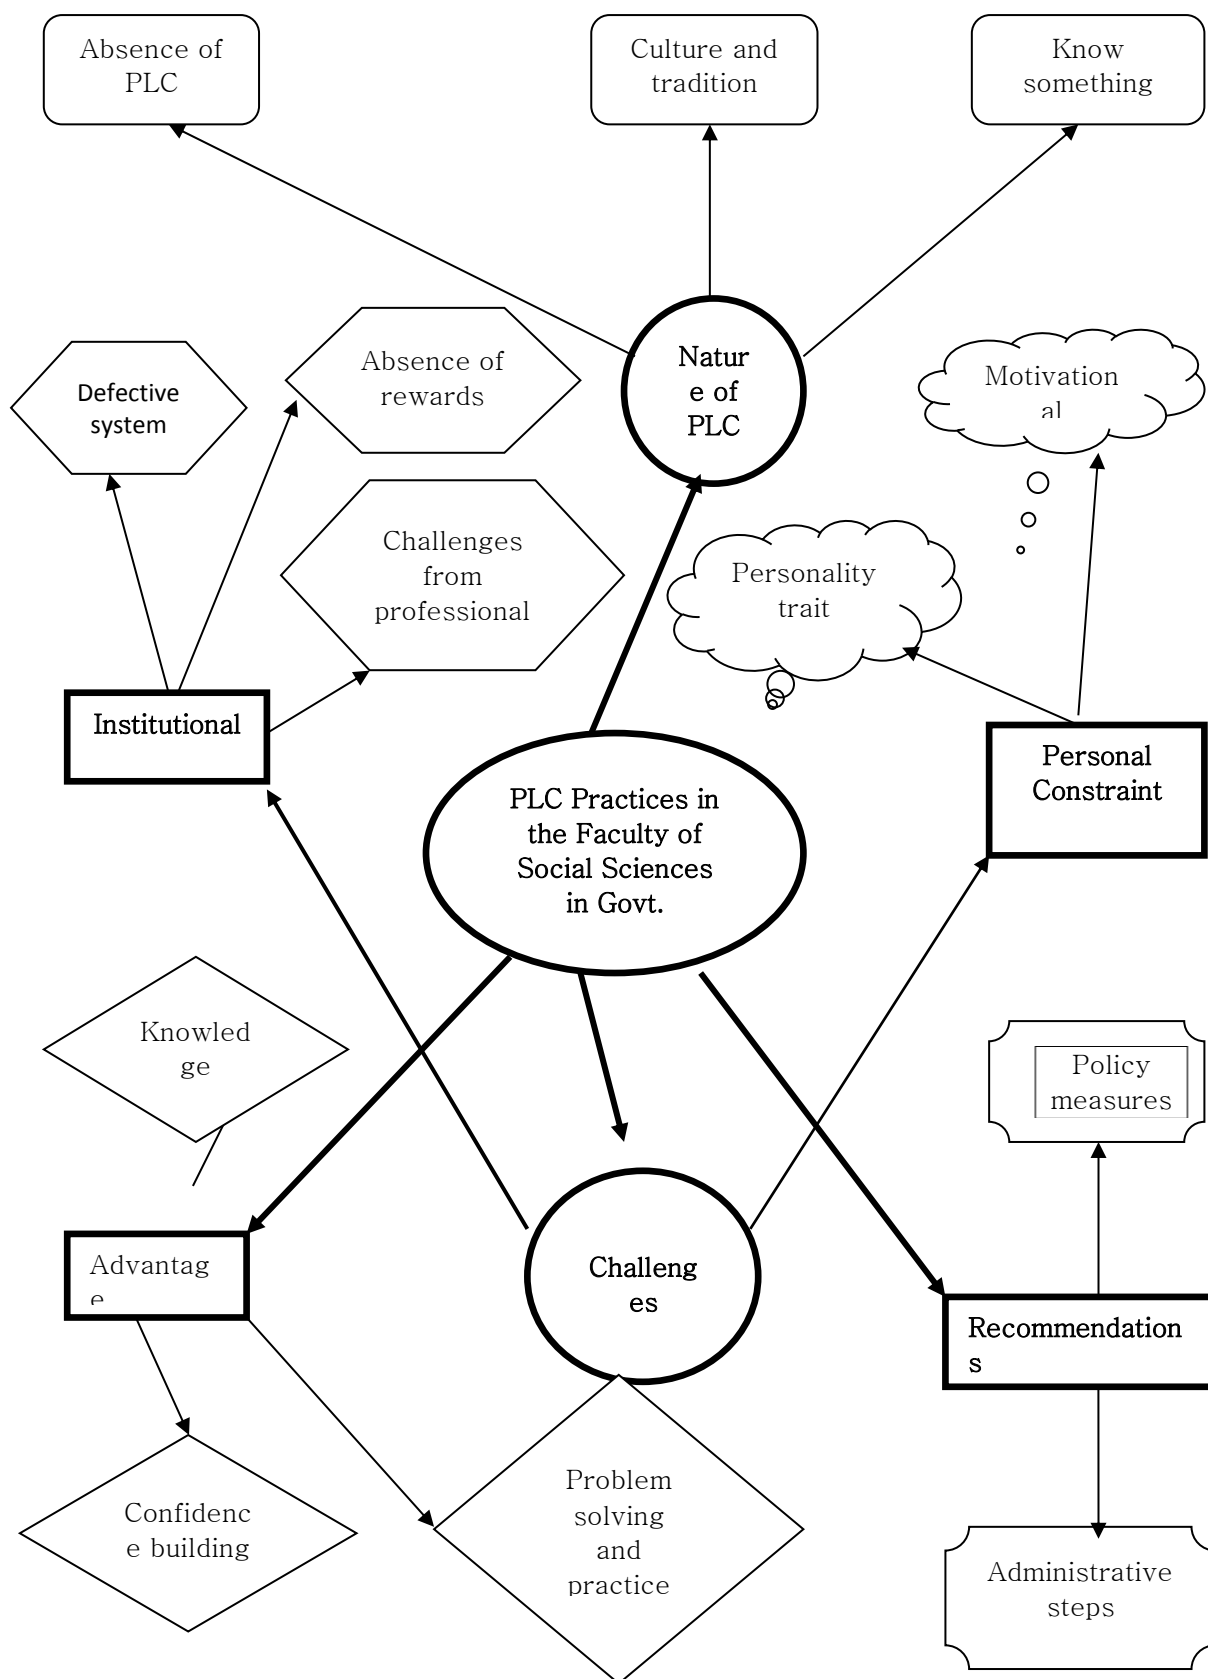 Absence of
PLC
Culture and
tradition
Know
something
Natur
e of
PLC
Absence of
rewards
Defective
system
Motivation
al
Challenges
from
professional
Personality
trait
Institutional
Personal
Constraint
PLC Practices in
the Faculty of
Social Sciences
in Govt.
Knowled
ge
Policy
measures
Advantag
e
Challeng
es
Recommendation
s
Problem
solving
and
practice
Confidenc
e building
Administrative
steps